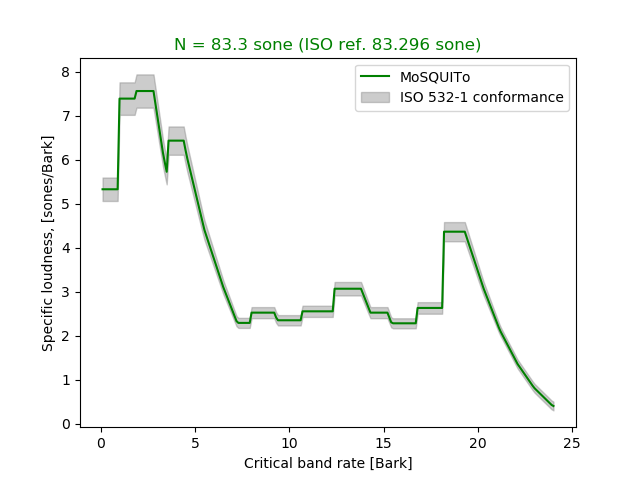 N = 83.3 sone (ISO ref. 83.296 sone)
MoSQUITo
ISO 532-1 conformance
Specific loudness, [sones/Bark]
8
7
6
5
4
3
2
1
0
0 5 10 15 20 25
Critical band rate [Bark]